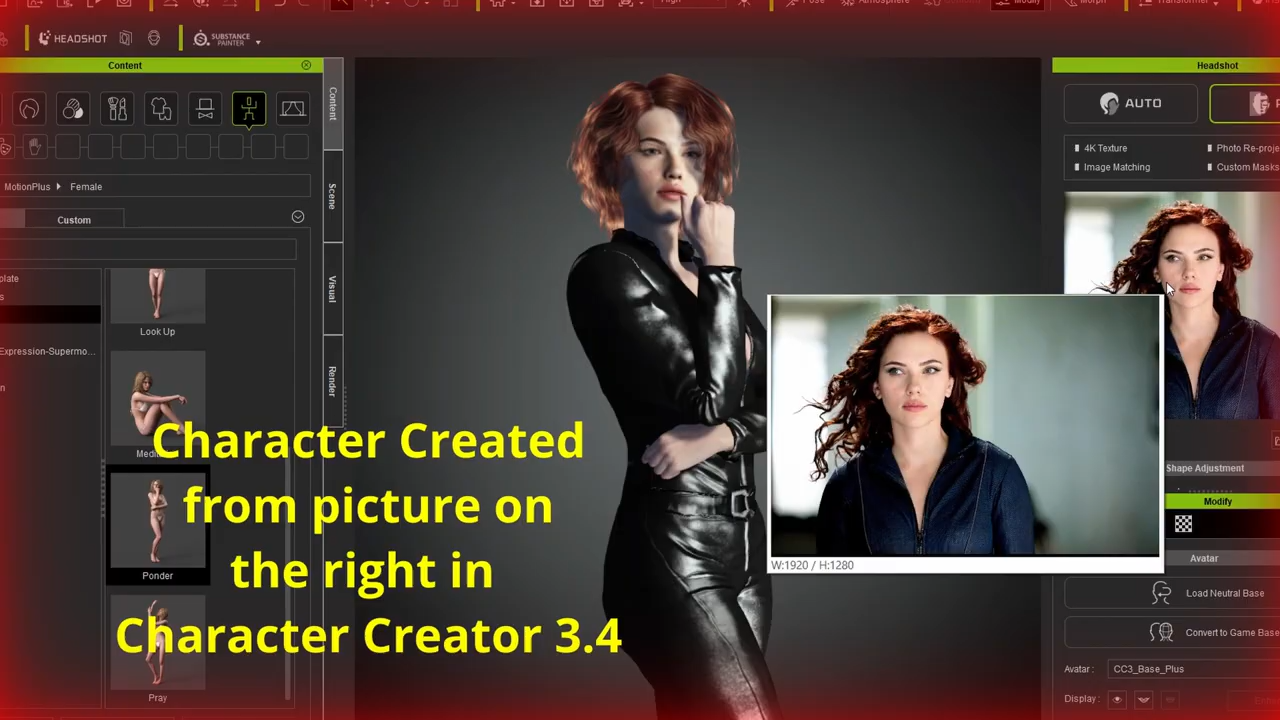 HEADSHOT
SUBSTANCE
PAINTER
Content
Headshot
AUTO
4K Texture
Image Matching
Custom Masks
MotionPlus
Female
Custom
Content
Scene
Visual
Render
Look Up
Ponder
Pray
Character Created
from picture on
the right in
Character Creator 3.4
W:1920 / H:1280
Shape Adjustment
Modify
Avatar
Load Neutral Base
Convert to Game Base
Avatar :
CC3_Base_Plus
Display :